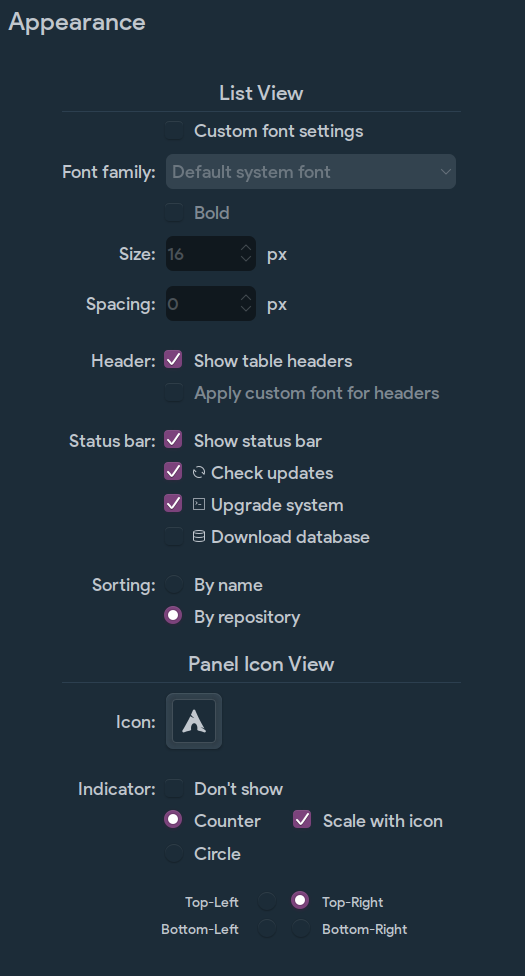 Appearance
List View
Custom font settings
Font family: Default system font
Bold
Size: 16 px
Spacing: 0 px
Header: Show table headers
Apply custom font for headers
Status bar: Show status bar
Check updates
Upgrade system
Download database
Sorting: By name
By repository
Panel Icon View
Icon:
Indicator: Don't show
Counter Scale with icon
Circle
Top-Left Top-Right
Bottom-Left Bottom-Right